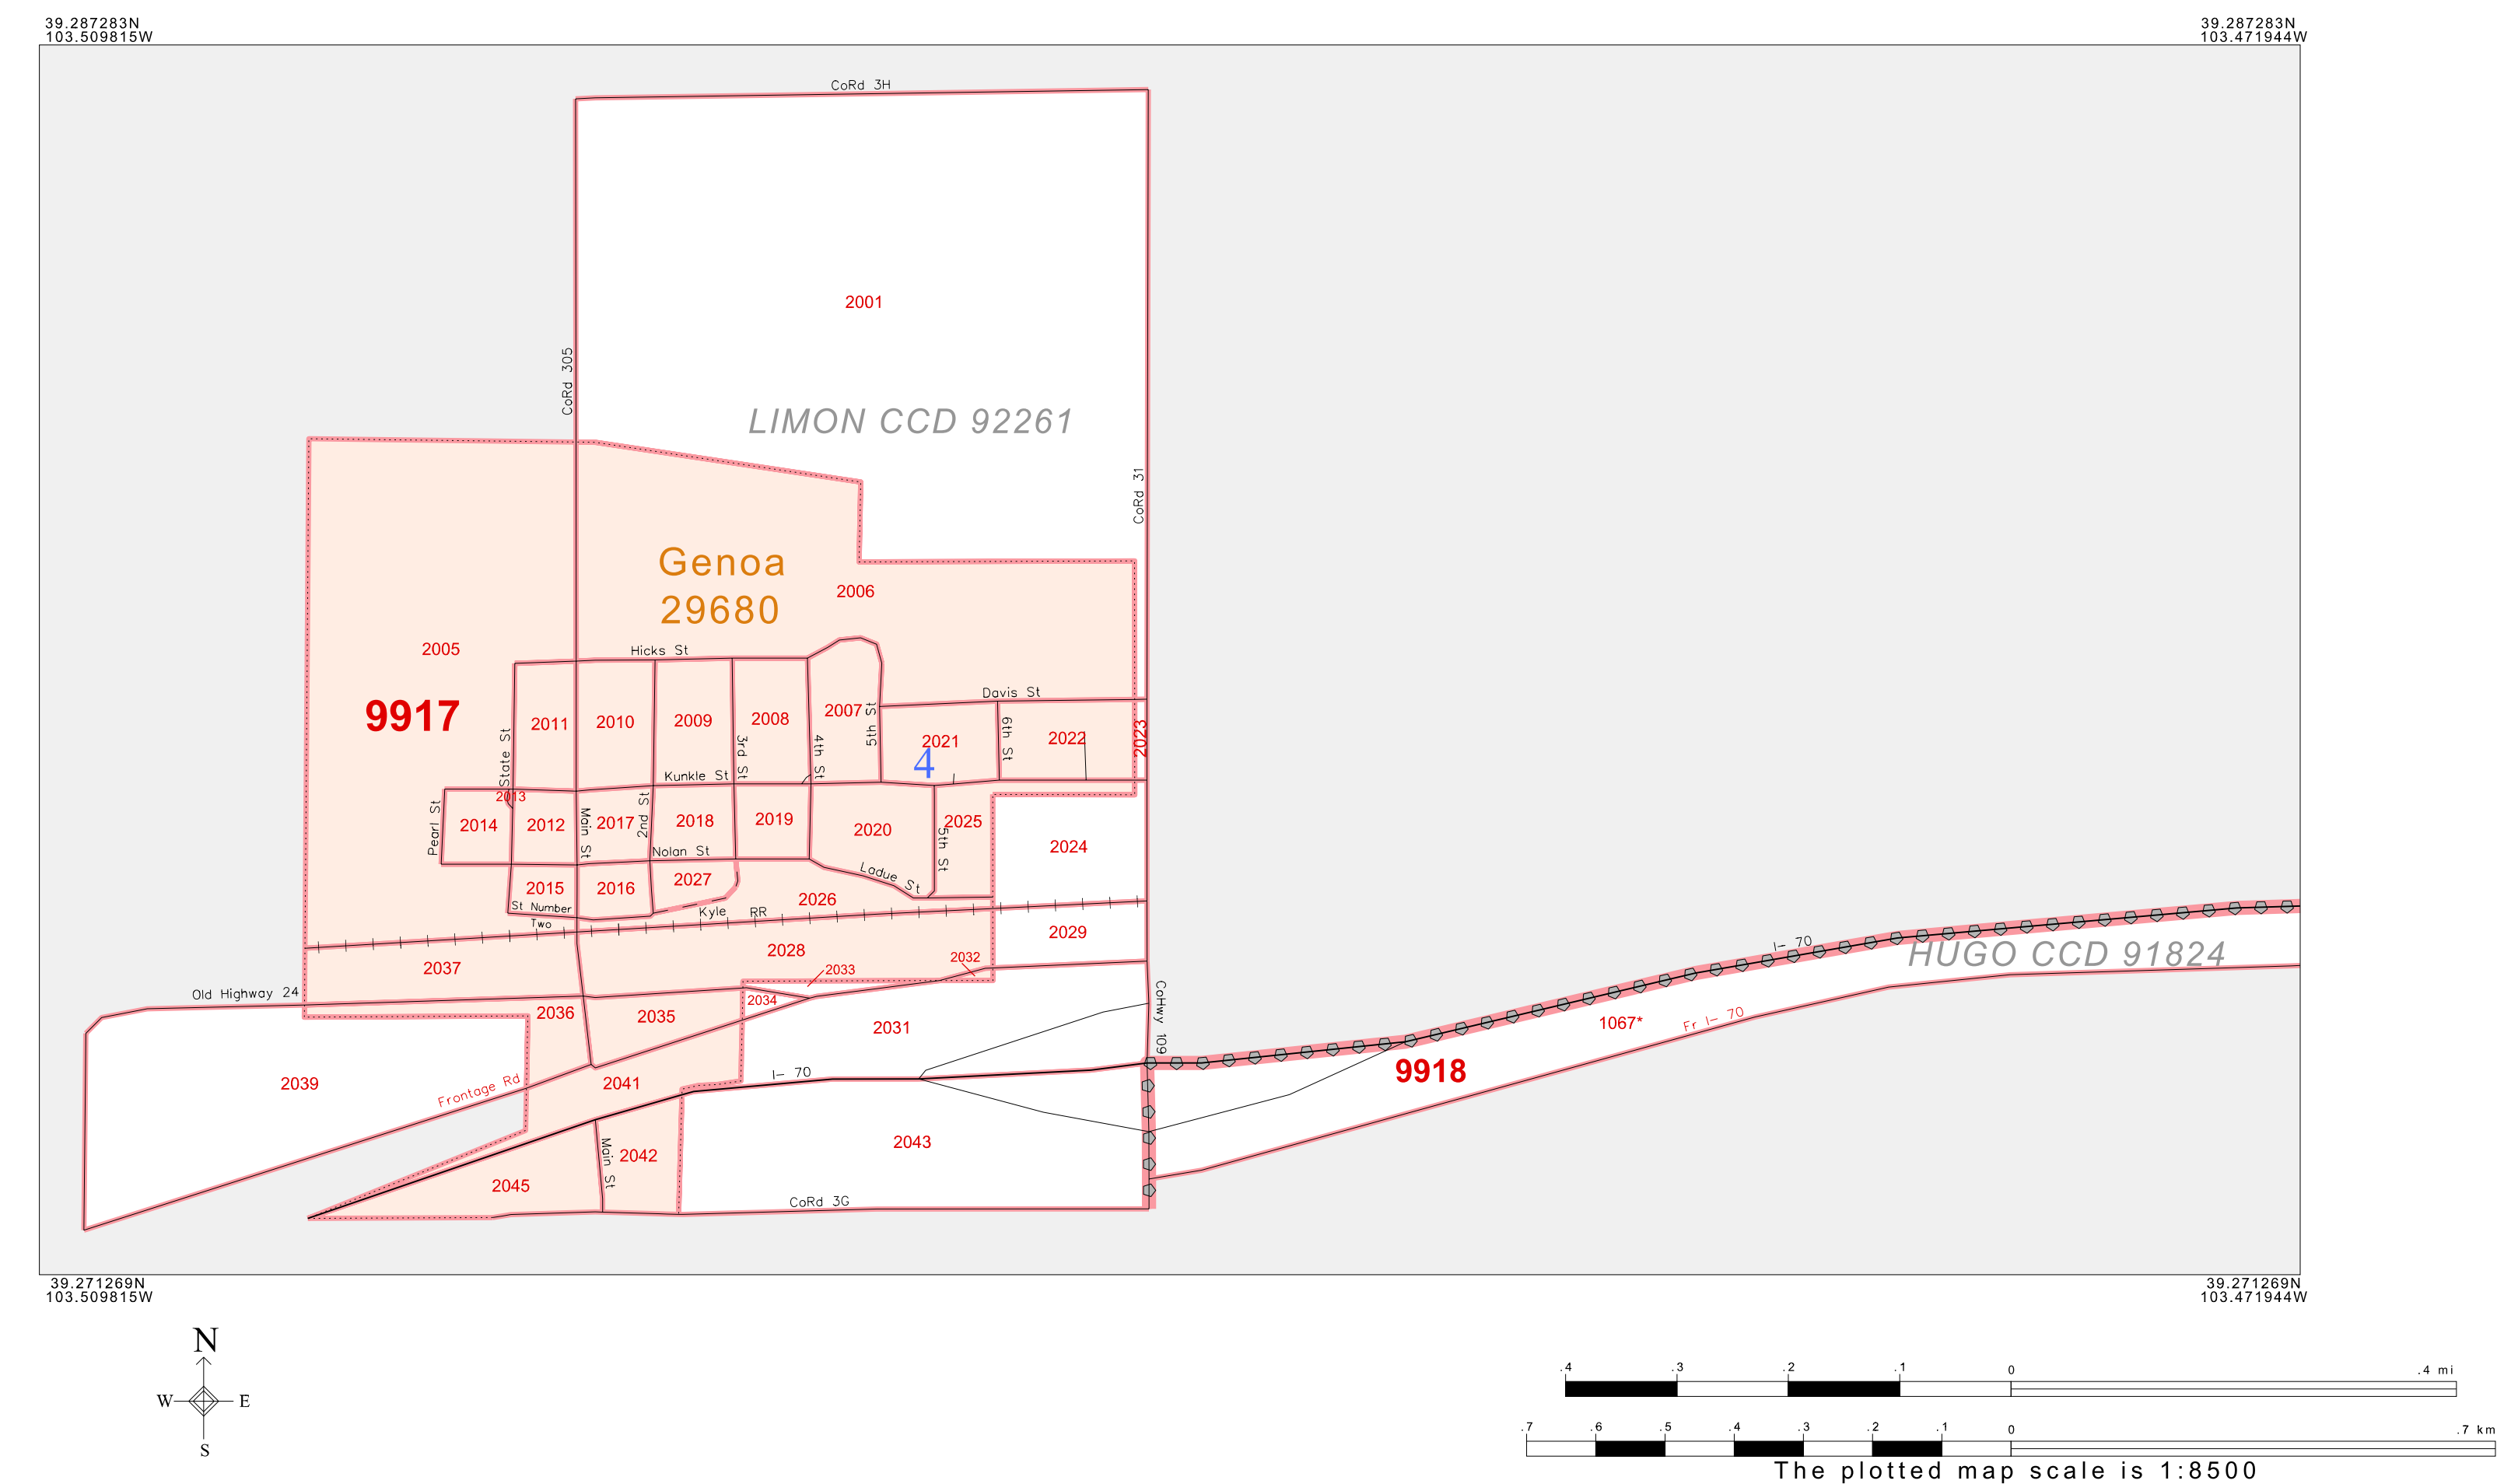 39.287283N
103.509815W
39.287283N
103.471944W
CoRd 3H
2001
CoRd 305
LIMON CCD 92261
CoRd 31
Genoa
29680
2006
2005
9917
Hicks St
Davis St
2011
2010
2009
2008
2007
5th St
2021
6th St
2022
2023
State St
3rd St
4th St
4
Kunkle St
2013
Pearl St
2014
2012
Main St
2017
2nd St
2018
2019
2020
5th St
2025
2024
Nolan St
Ladue St
2015
2016
2027
2026
St Number
Two
Kyle RR
2029
2037
2028
2033
2032
I- 70
HUGO CCD 91824
Old Highway 24
2036
2035
2034
2031
CoHwy 109
1067*
Fr I- 70
9918
2039
Frontage Rd
2041
I- 70
2043
Main St
2042
2045
CoRd 3G
39.271269N
103.509815W
39.271269N
103.471944W
N
W
E
S
.4 .3 .2 .1 0 .4 mi
.7 .6 .5 .4 .3 .2 .1 0 .7 km
The plotted map scale is 1:8500